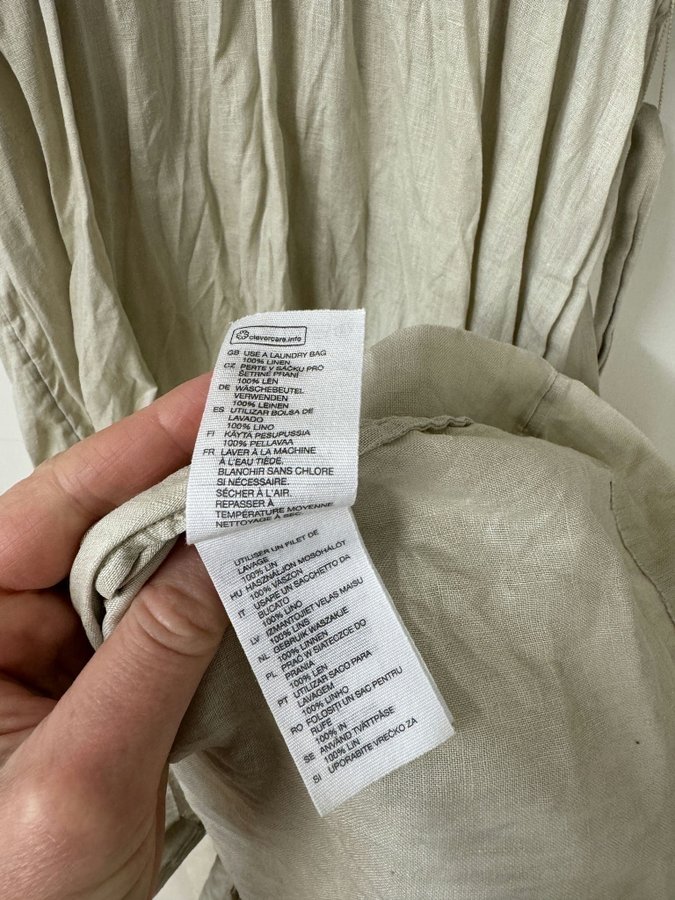 clevercare.info
GB USE A LAUNDRY BAG
100% LINEN
CZ PERTE V SÁČKU PRO
ŠETRNÉ PRANÍ
100% LEN
DE WÄSCHEBEUTEL
VERWENDEN
100% LEINEN
ES UTILIZAR BOLSA DE
LAVADO
100% LINO
FI KÄYTÄ PESUPUSSIA
100% PELLAVAA
FR LAVER À LA MACHINE
À L'EAU TIÈDE.
BLANCHIR SANS CHLORE
SI NÉCESSAIRE.
SÉCHER À L'AIR.
REPASSER À
TEMPÉRATURE MOYENNE
NETTOYAGE À SEC.
UTILISER UN FILET DE
LAVAGE
100% LIN
HU HASZNÁLJON MOSÓHÁLÓT
100% VÁSZON
IT USARE UN SACCHETTO DA
BUCATO
100% LINO
LV IZMANTOJIET VEĻAS MAISU
100% LINS
NL GEBRUIK WASZAKJE
100% LINNEN
PL PRAĆ W SIATECZCE DO
PRANIA
100% LEN
PT UTILIZAR SACO PARA
LAVAGEM
100% LINHO
RO FOLOSIȚI UN SAC PENTRU
RUFE
100% IN
SE ANVÄND TVÄTTPÅSE
100% LIN
SI UPORABITE VREČKO ZA